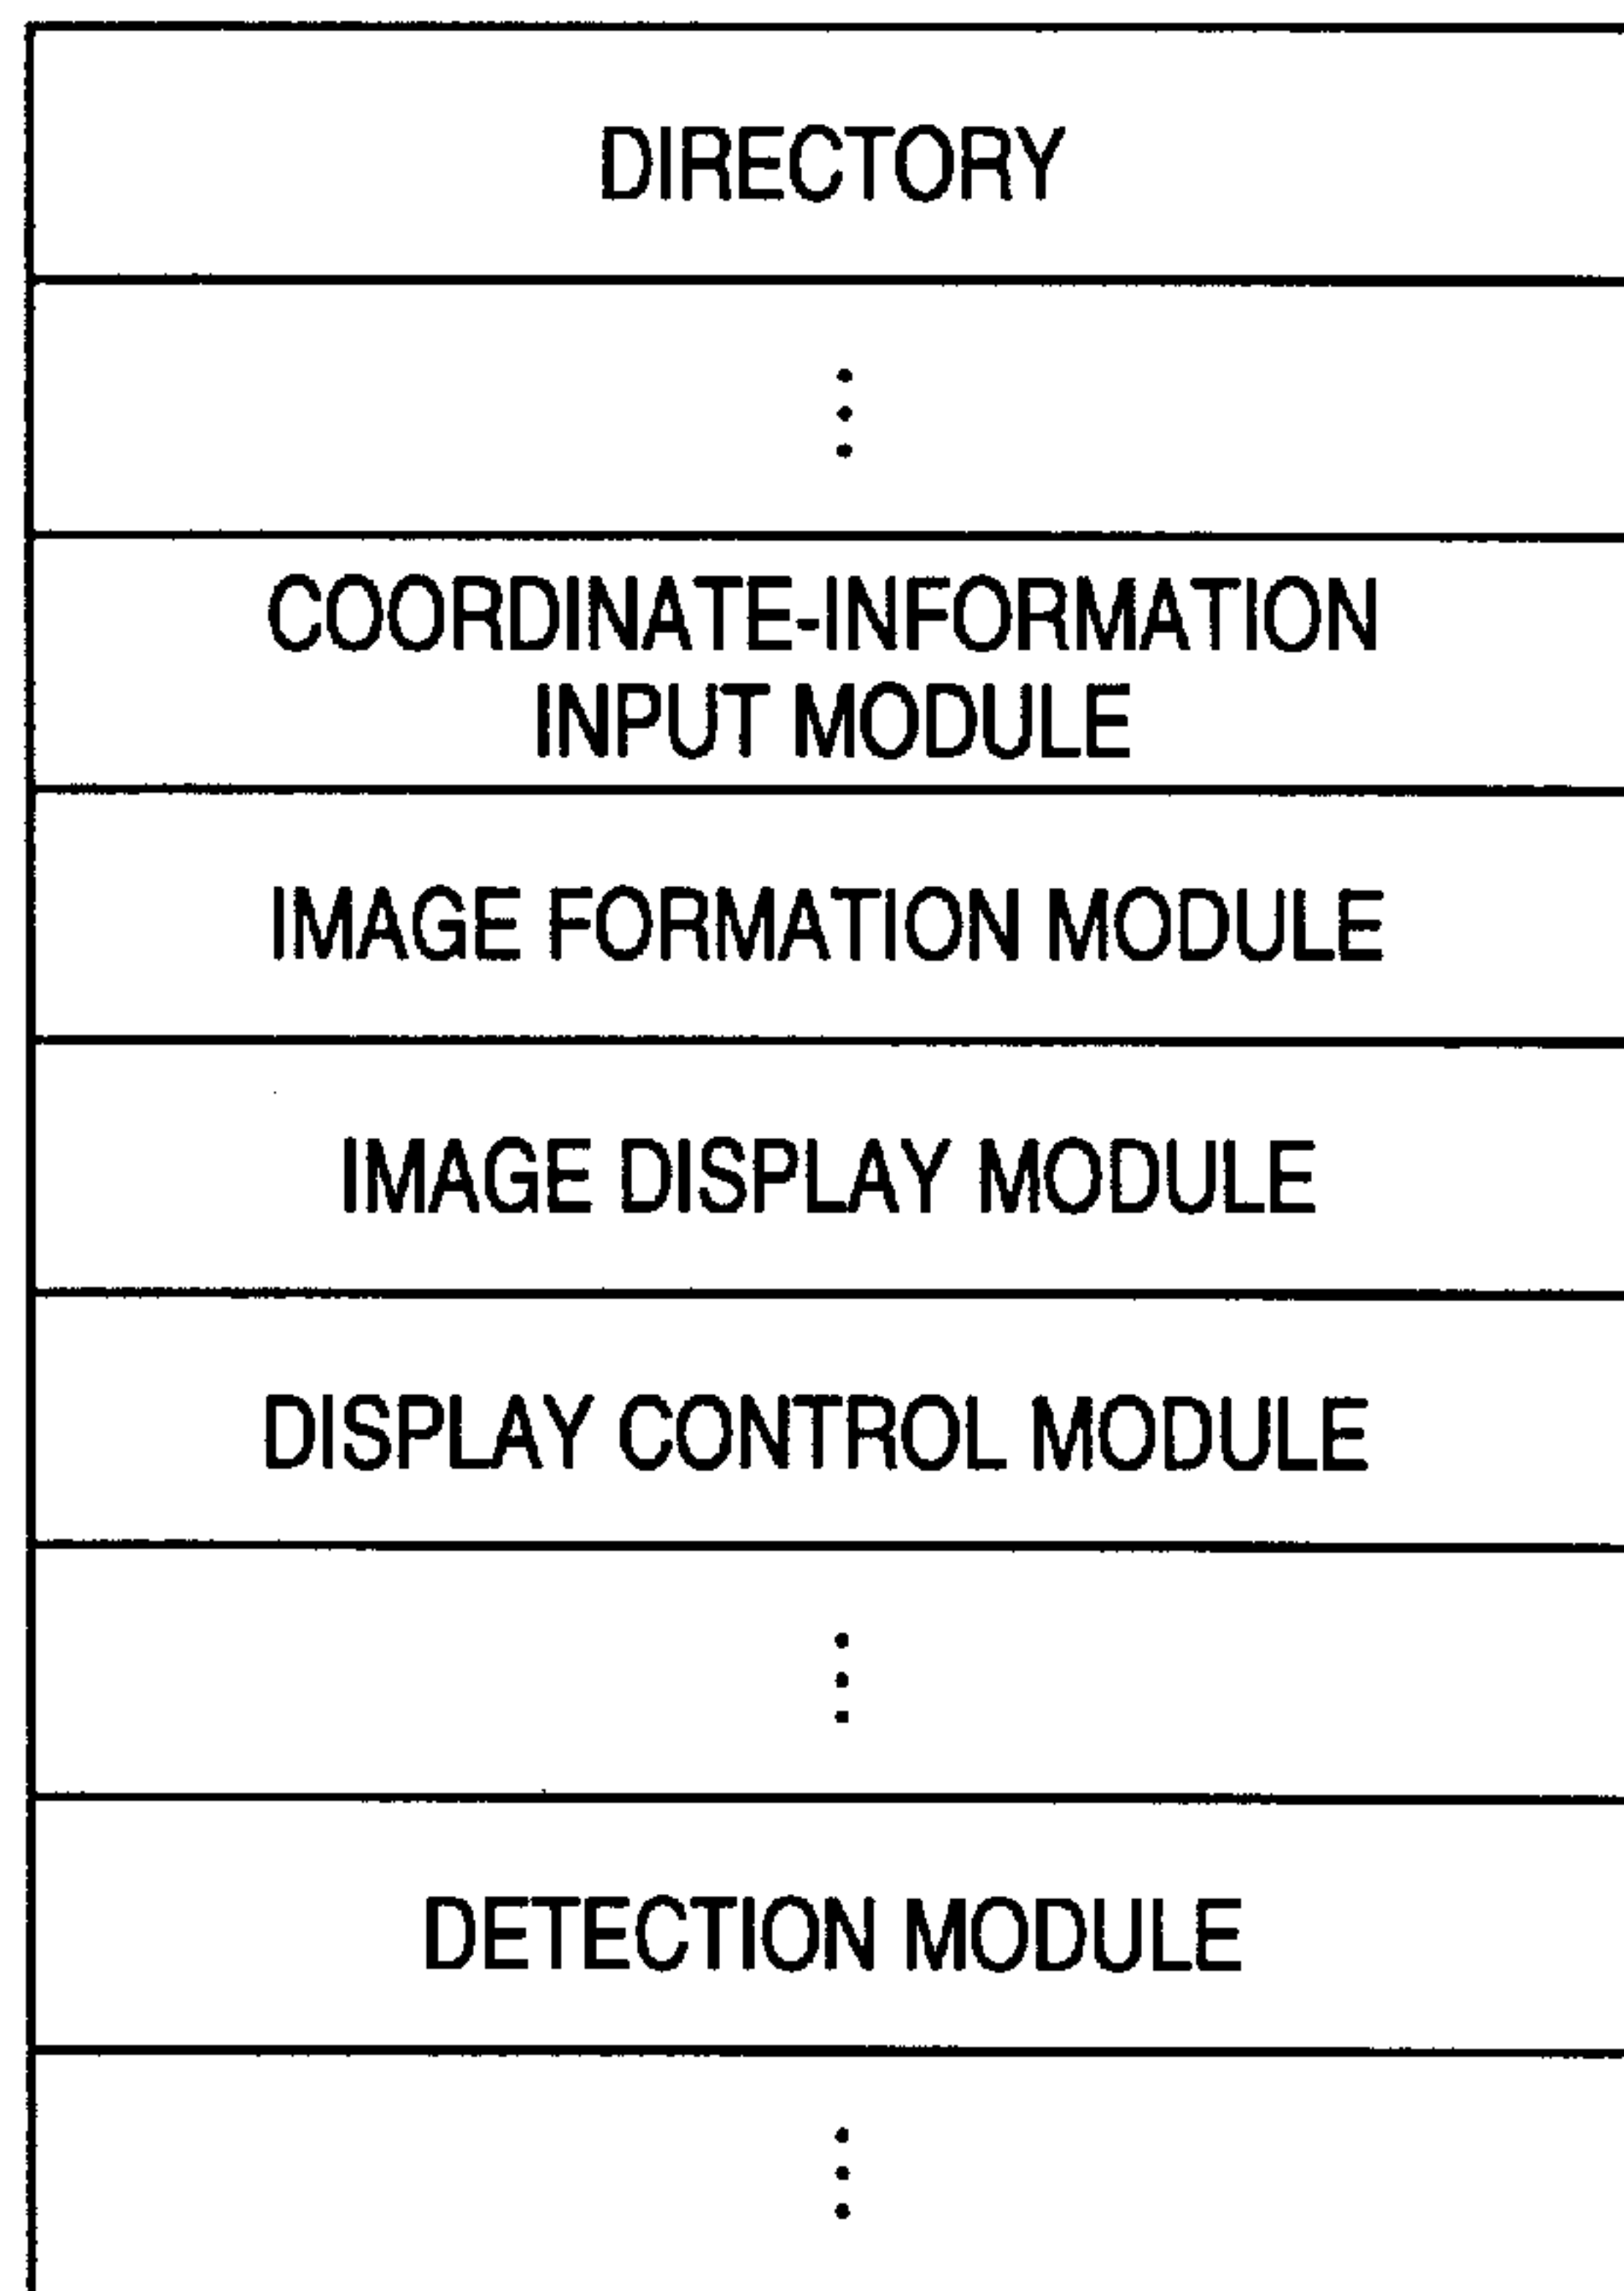 DIRECTORY
COORDINATE-INFORMATION
INPUT MODULE
IMAGE FORMATION MODULE
IMAGE DISPLAY MODULE
DISPLAY CONTROL MODULE
DETECTION MODULE